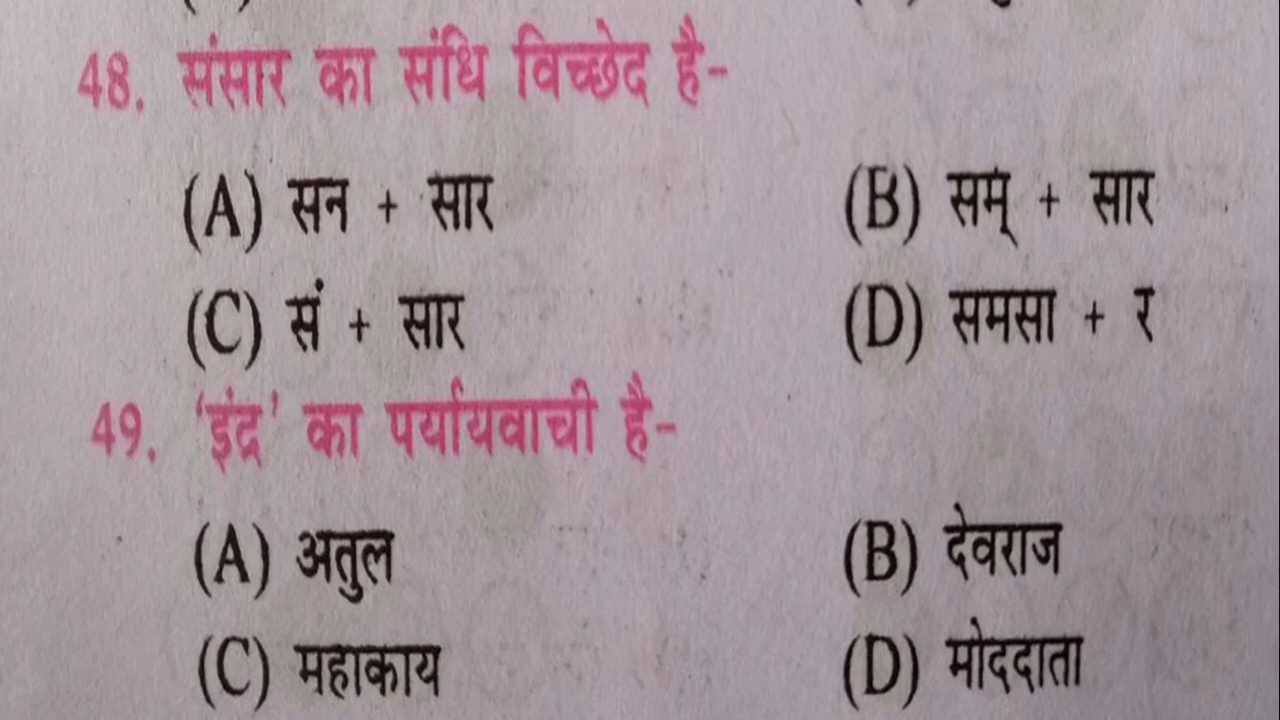 48. संसार का संधि विच्छेद है-
(A) सन + सार (B) सम् + सार
(C) सं + सार (D) समसा + र
49. 'इंद्र' का पर्यायवाची है-
(A) अतुल (B) देवराज
(C) महाकाय (D) मोददाता